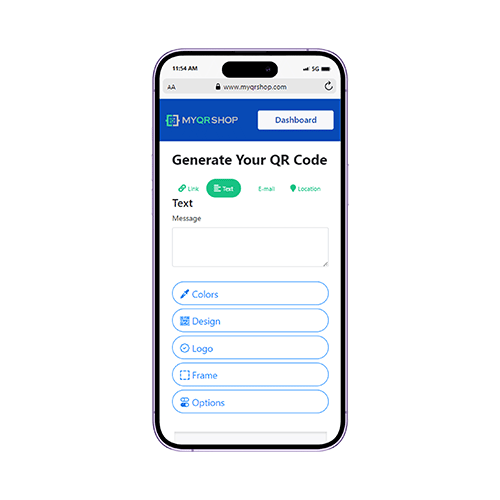 11:54 AM 5G
AA www.myqrshop.com
MYQRSHOP Dashboard
Generate Your QR Code
Link Text E-mail Location
Text
Message
Colors
Design
Logo
Frame
Options